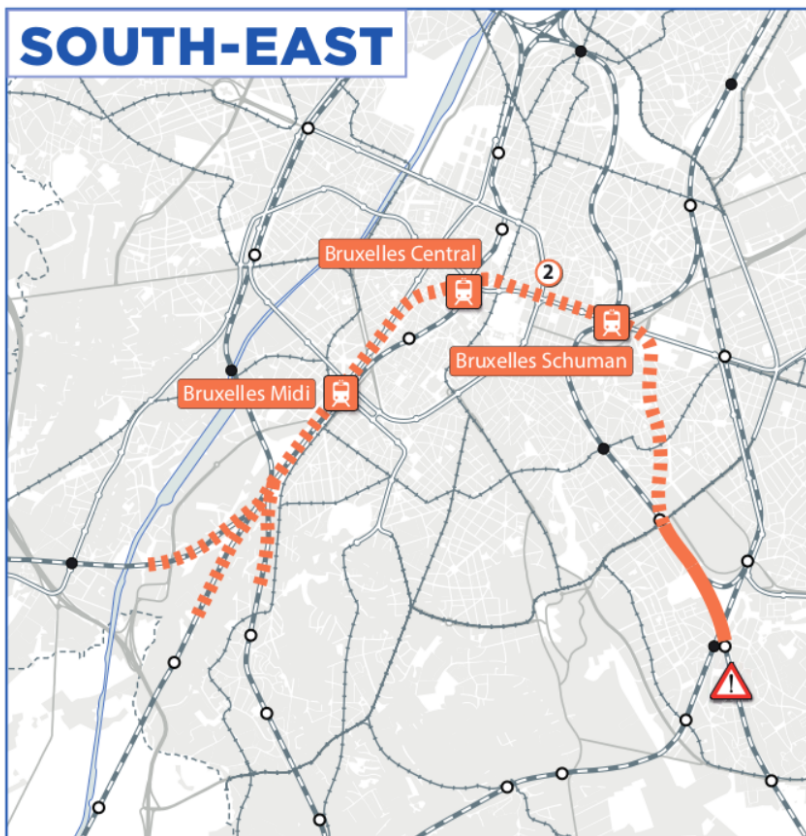 SOUTH-EAST
Bruxelles Central
2
Bruxelles Schuman
Bruxelles Midi
!